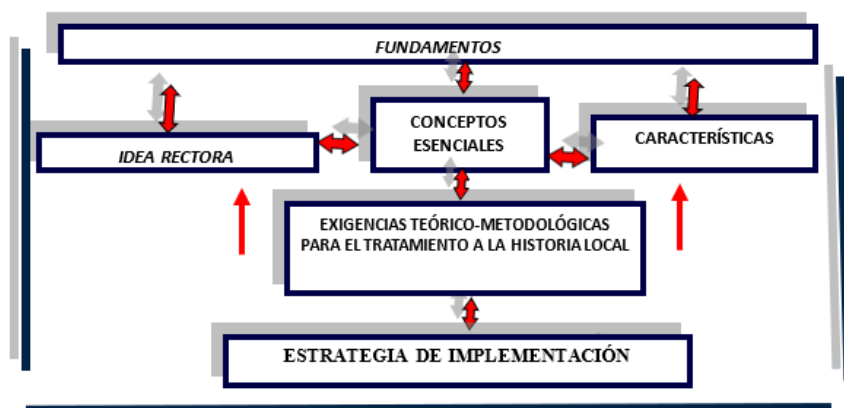 FUNDAMENTOS
IDEA RECTORA
CONCEPTOS
ESENCIALES
CARACTERÍSTICAS
EXIGENCIAS TEÓRICO-METODOLÓGICAS
PARA EL TRATAMIENTO A LA HISTORIA LOCAL
ESTRATEGIA DE IMPLEMENTACIÓN